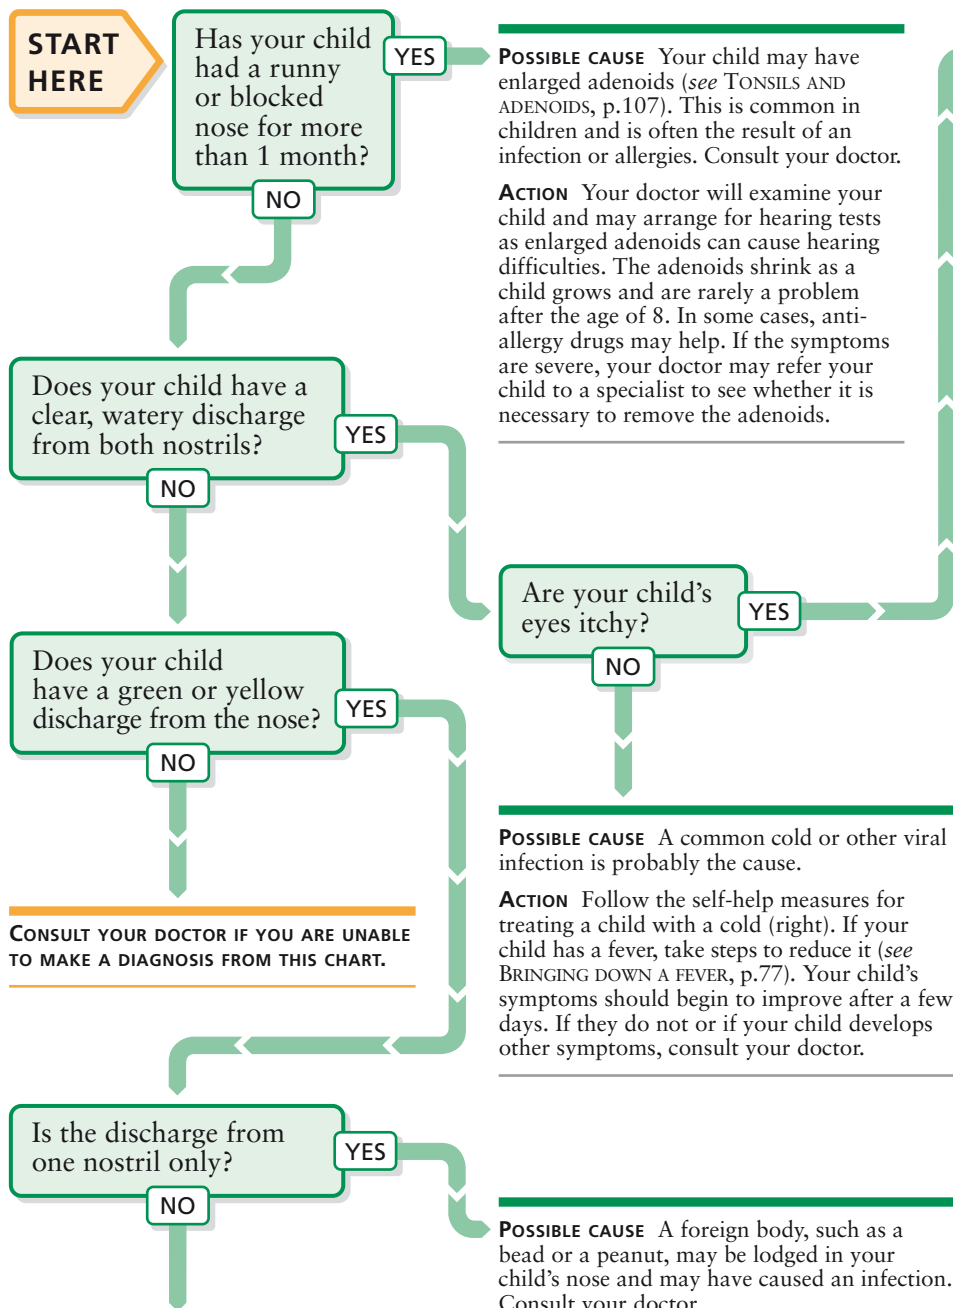 START
HERE
Has your child
had a runny
or blocked
nose for more
than 1 month?
YES
NO
POSSIBLE CAUSE Your child may have
enlarged adenoids (see TONSILS AND
ADENOIDS, p.107). This is common in
children and is often the result of an
infection or allergies. Consult your doctor.
ACTION Your doctor will examine your
child and may arrange for hearing tests
as enlarged adenoids can cause hearing
difficulties. The adenoids shrink as a
child grows and are rarely a problem
after the age of 8. In some cases, anti-
allergy drugs may help. If the symptoms
are severe, your doctor may refer your
child to a specialist to see whether it is
necessary to remove the adenoids.
Does your child have a
clear, watery discharge
from both nostrils?
YES
NO
Are your child's
eyes itchy?
YES
NO
Does your child
have a green or yellow
discharge from the nose?
YES
NO
POSSIBLE CAUSE A common cold or other viral
infection is probably the cause.
ACTION Follow the self-help measures for
treating a child with a cold (right). If your
child has a fever, take steps to reduce it (see
BRINGING DOWN A FEVER, p.77). Your child's
symptoms should begin to improve after a few
days. If they do not or if your child develops
other symptoms, consult your doctor.
CONSULT YOUR DOCTOR IF YOU ARE UNABLE
TO MAKE A DIAGNOSIS FROM THIS CHART.
Is the discharge from
one nostril only?
YES
NO
POSSIBLE CAUSE A foreign body, such as a
bead or a peanut, may be lodged in your
child's nose and may have caused an infection.
Consult your doctor